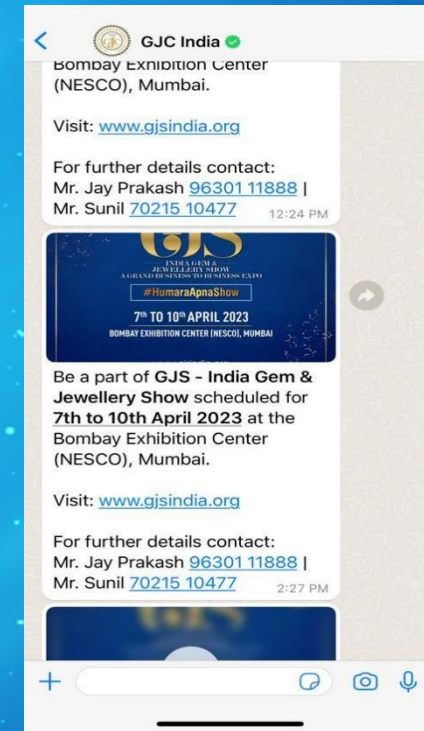 GJC India
Bombay Exhibition Center
(NESCO), Mumbai.
Visit: www.gjsindia.org
For further details contact:
Mr. Jay Prakash 96301 11888 |
Mr. Sunil 70215 10477
12:24 PM
GJS
INDIA GEM &
JEWELLERY SHOW
A GRAND BUSINESS TO BUSINESS EXPO
#HumaraApnaShow
7th TO 10th APRIL 2023
BOMBAY EXHIBITION CENTER (NESCO), MUMBAI
Be a part of GJS - India Gem &
Jewellery Show scheduled for
7th to 10th April 2023 at the
Bombay Exhibition Center
(NESCO), Mumbai.
Visit: www.gjsindia.org
For further details contact:
Mr. Jay Prakash 96301 11888 |
Mr. Sunil 70215 10477
2:27 PM